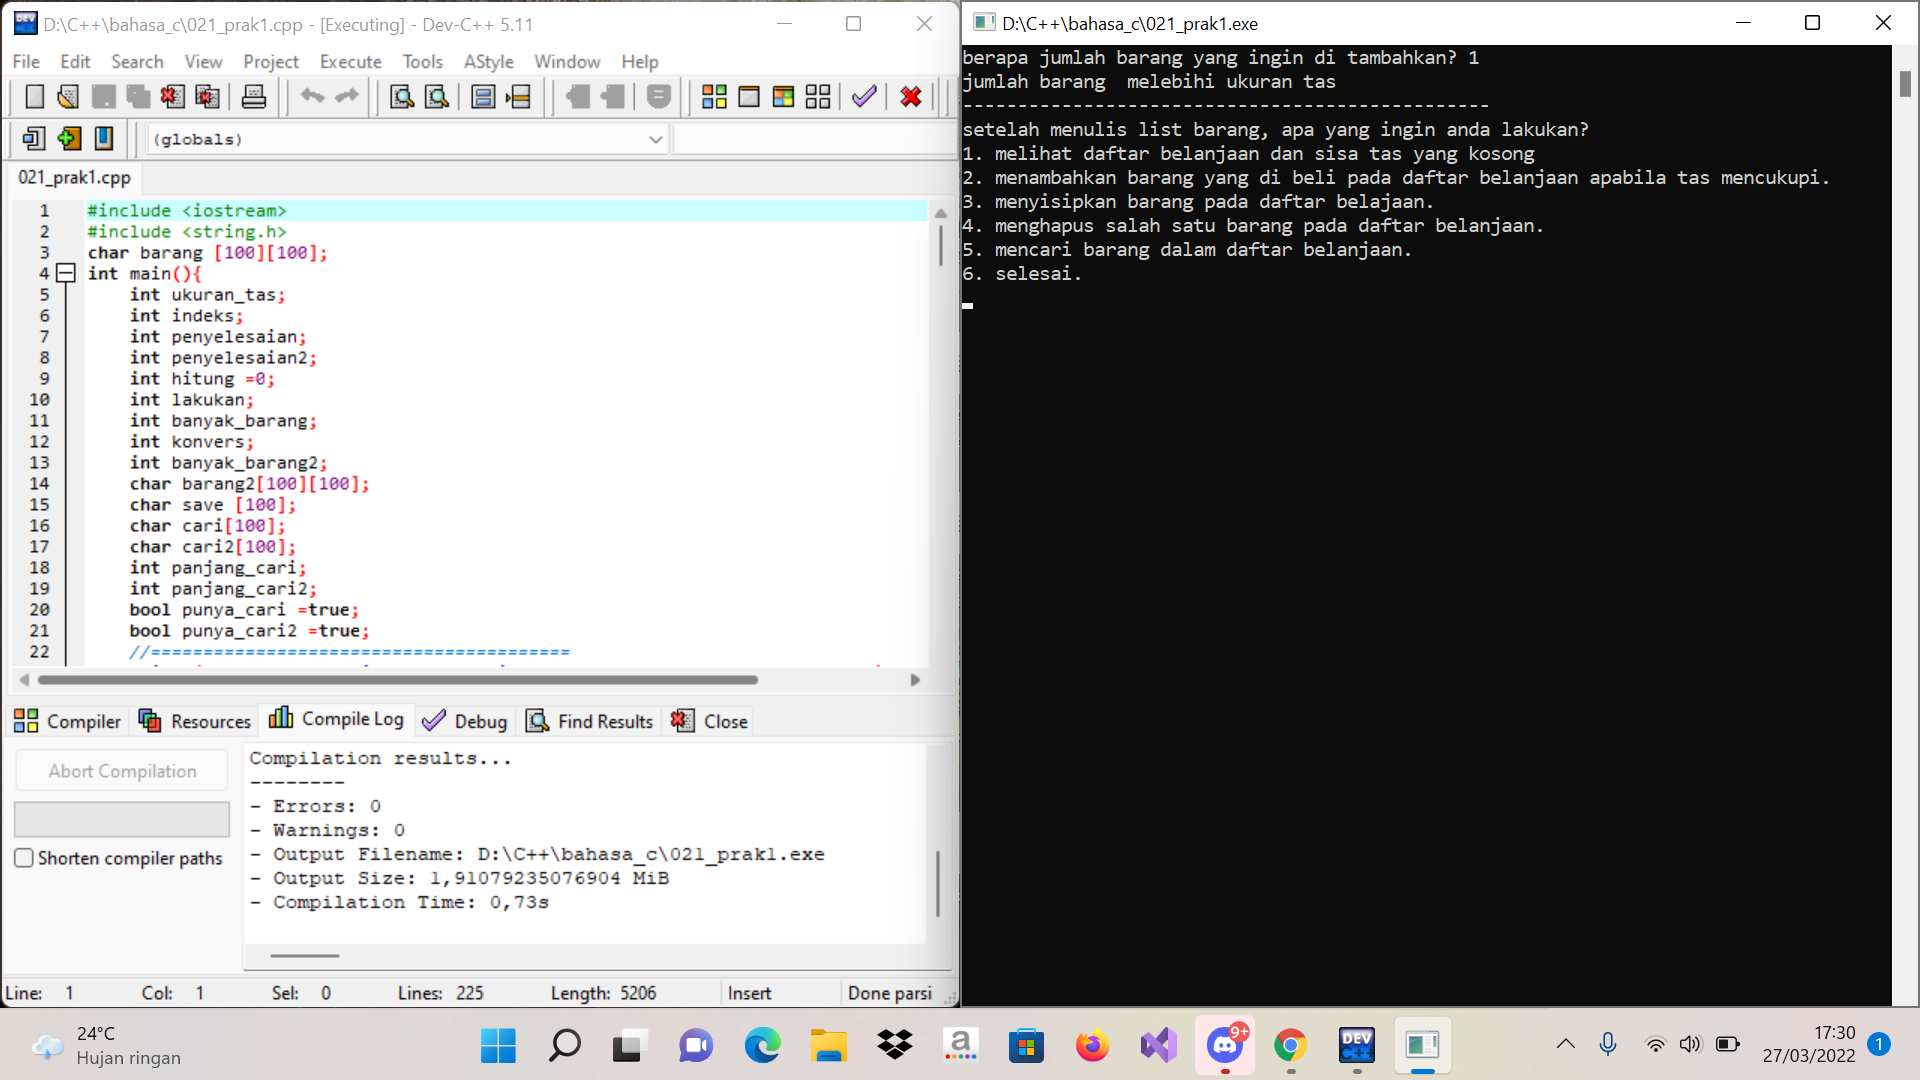 D:\C++\bahasa_c\021_prak1.cpp - [Executing] - Dev-C++ 5.11
File Edit Search View Project Execute Tools AStyle Window Help
(globals)
021_prak1.cpp
1 #include <iostream>
2 #include <string.h>
3 char barang [100][100];
4 int main(){
5 int ukuran_tas;
6 int indeks;
7 int penyelesaian;
8 int penyelesaian2;
9 int hitung =0;
10 int lakukan;
11 int banyak_barang;
12 int konvers;
13 int banyak_barang2;
14 char barang2[100][100];
15 char save [100];
16 char cari[100];
17 char cari2[100];
18 int panjang_cari;
19 int panjang_cari2;
20 bool punya_cari =true;
21 bool punya_cari2 =true;
22 //========================================
Compiler Resources Compile Log Debug Find Results Close
Abort Compilation
Shorten compiler paths
Compilation results...
--------
- Errors: 0
- Warnings: 0
- Output Filename: D:\C++\bahasa_c\021_prak1.exe
- Output Size: 1,91079235076904 MiB
- Compilation Time: 0,73s
Line: 1 Col: 1 Sel: 0 Lines: 225 Length: 5206 Insert Done parsi
D:\C++\bahasa_c\021_prak1.exe
berapa jumlah barang yang ingin di tambahkan? 1
jumlah barang  melebihi ukuran tas
------------------------------------------------
setelah menulis list barang, apa yang ingin anda lakukan?
1. melihat daftar belanjaan dan sisa tas yang kosong
2. menambahkan barang yang di beli pada daftar belanjaan apabila tas mencukupi.
3. menyisipkan barang pada daftar belajaan.
4. menghapus salah satu barang pada daftar belanjaan.
5. mencari barang dalam daftar belanjaan.
6. selesai.
24°C
Hujan ringan
a
9+
DEV
C++
17:30
27/03/2022
1